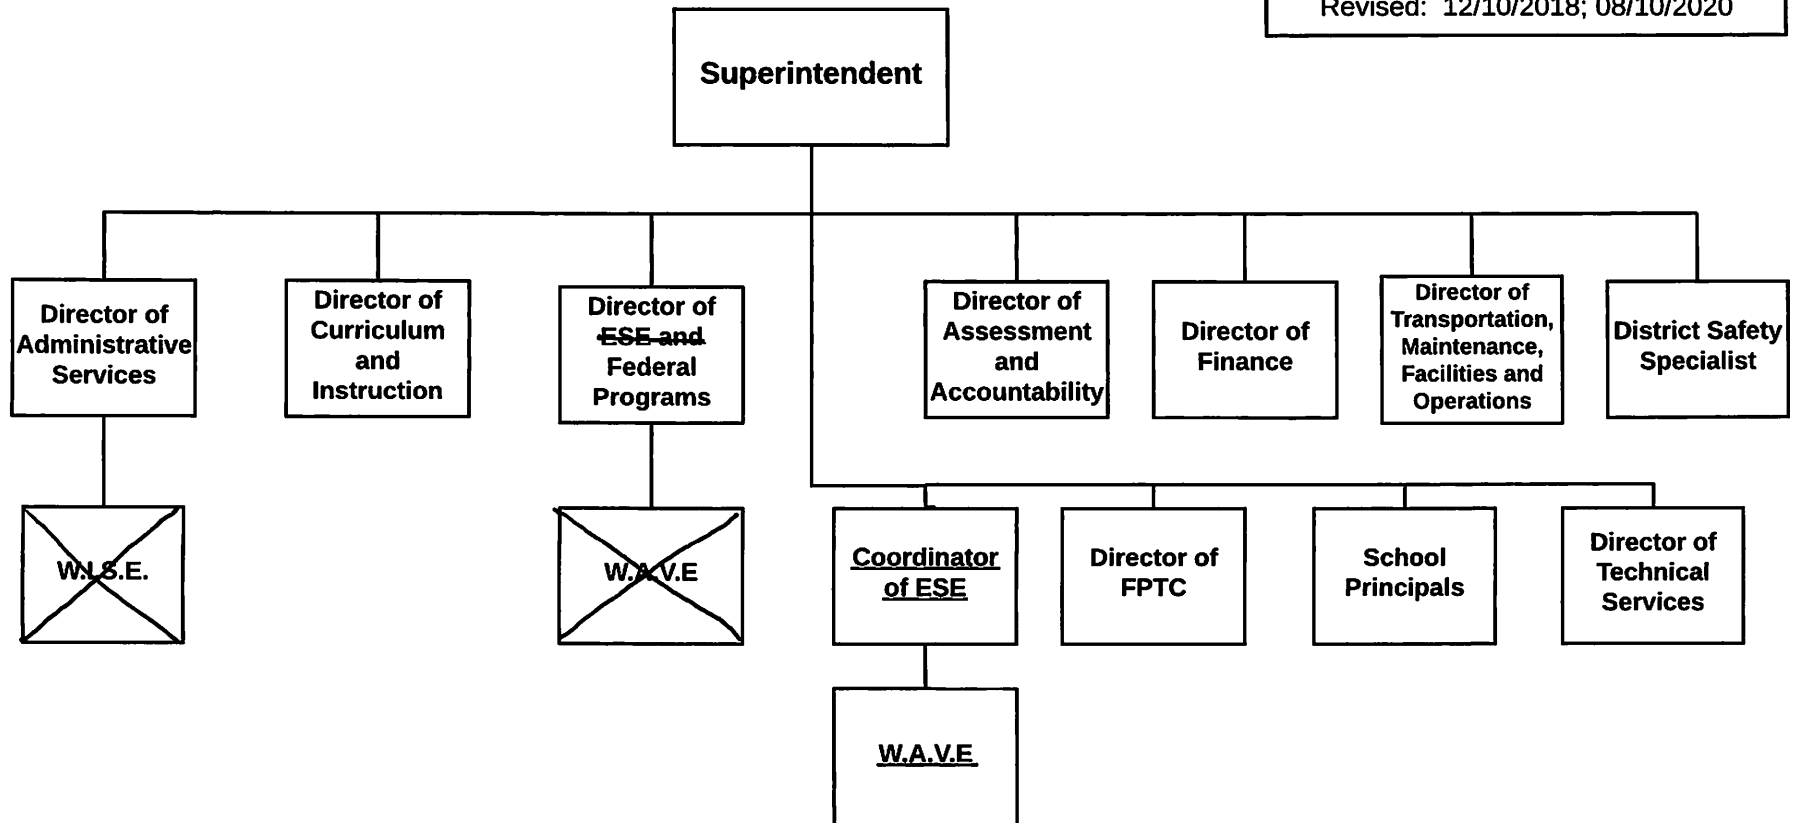 Revised: 12/10/2018; 08/10/2020
Superintendent
Director of
Administrative
Services
Director of
Curriculum
and
Instruction
Director of
ESE and
Federal
Programs
Director of
Assessment
and
Accountability
Director of
Finance
Director of
Transportation,
Maintenance,
Facilities and
Operations
District Safety
Specialist
W.I.S.E.
W.A.V.E
Coordinator
of ESE
Director of
FPTC
School
Principals
Director of
Technical
Services
W.A.V.E